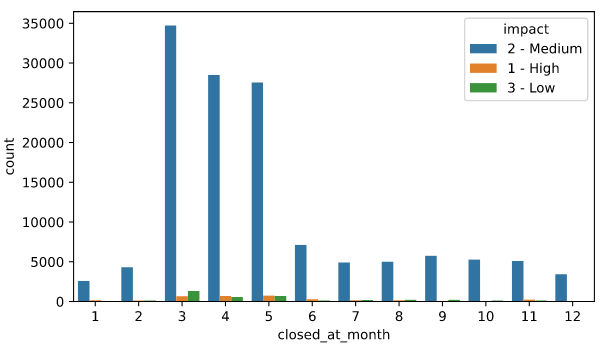 35000
30000
25000
20000
15000
10000
5000
0
count
impact
2 - Medium
1 - High
3 - Low
1 2 3 4 5 6 7 8 9 10 11 12
closed_at_month